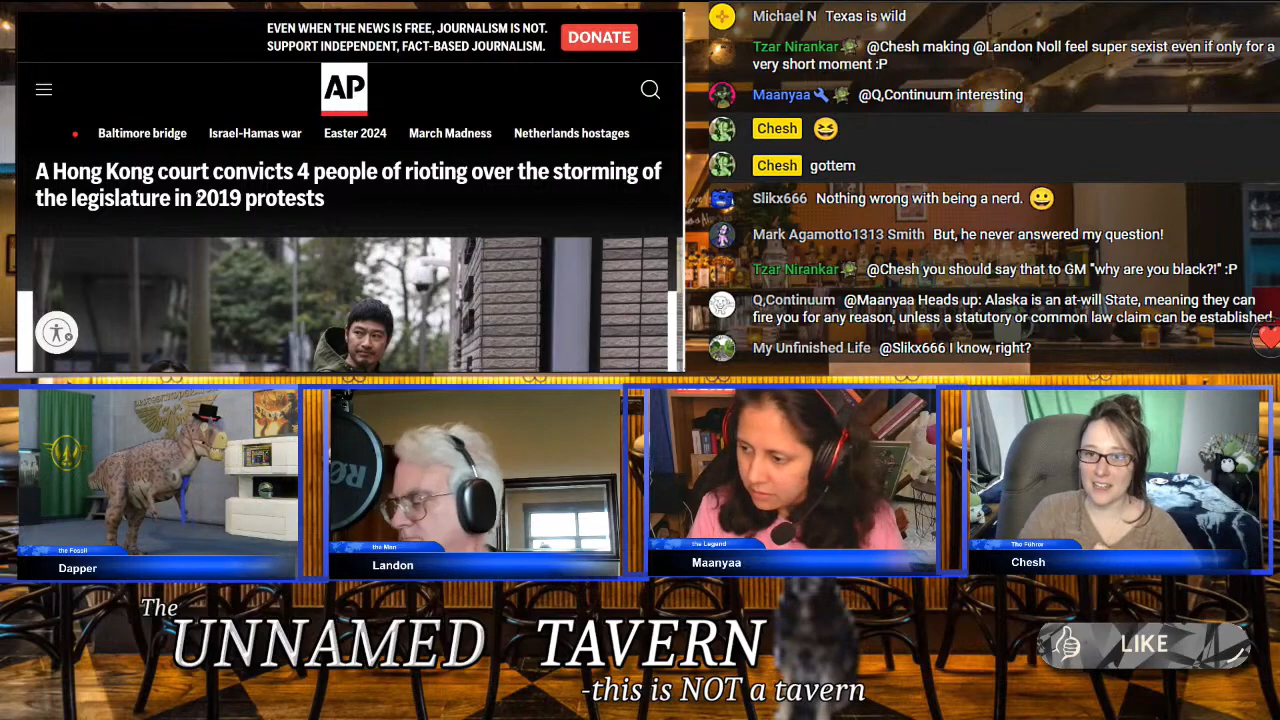 EVEN WHEN THE NEWS IS FREE, JOURNALISM IS NOT.
SUPPORT INDEPENDENT, FACT-BASED JOURNALISM.
DONATE
AP
Baltimore bridge Israel-Hamas war Easter 2024 March Madness Netherlands hostages
A Hong Kong court convicts 4 people of rioting over the storming of
the legislature in 2019 protests
Michael N Texas is wild
Tzar Nirankar @Chesh making @Landon Noll feel super sexist even if only for a
very short moment :P
Maanyaa @Q,Continuum interesting
Chesh
Chesh gottem
Slikx666 Nothing wrong with being a nerd.
Mark Agamotto1313 Smith But, he never answered my question!
Tzar Nirankar @Chesh you should say that to GM "why are you black?!" :P
Q,Continuum @Maanyaa Heads up: Alaska is an at-will State, meaning they can
fire you for any reason, unless a statutory or common law claim can be established
My Unfinished Life @Slikx666 I know, right?
the Fossil
Dapper
RØDE
the Man
Landon
the Legend
Maanyaa
The Führer
Chesh
The
UNNAMED TAVERN
-this is NOT a tavern
LIKE